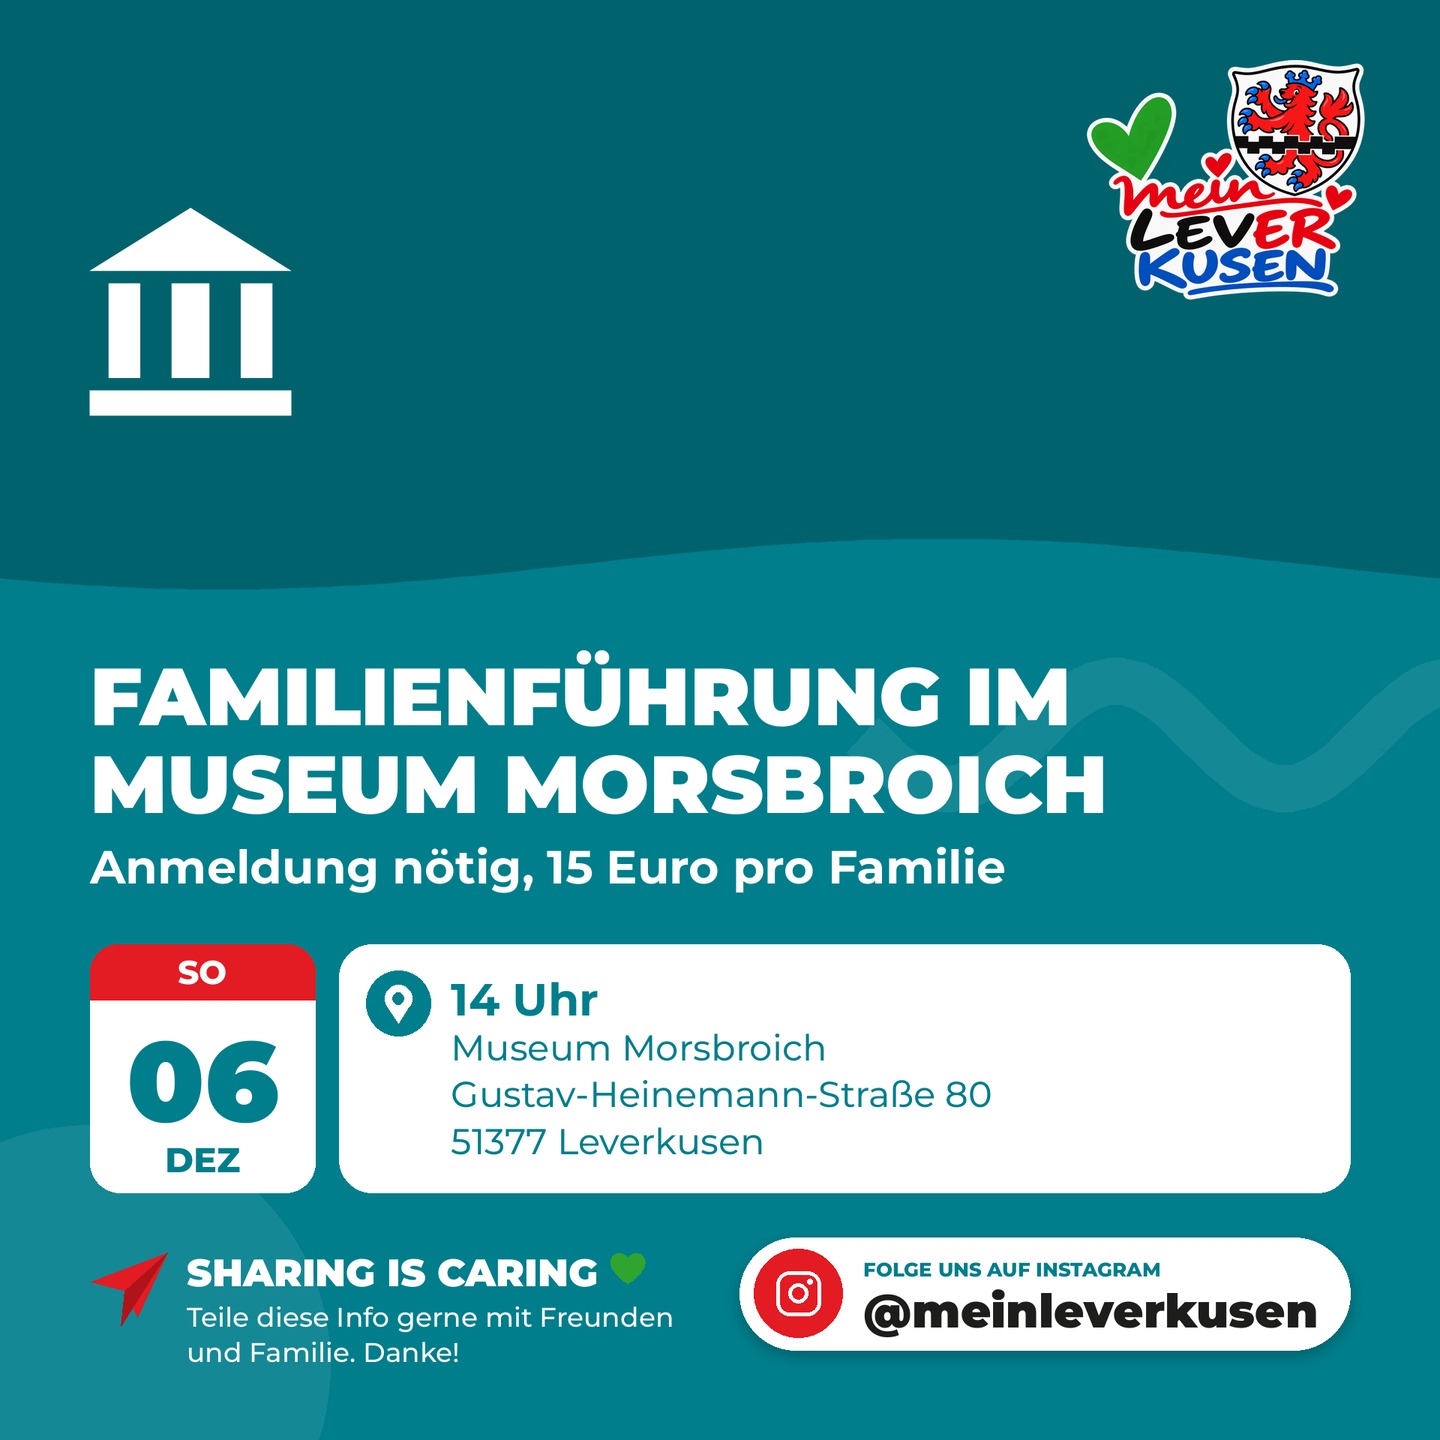 mein
LEVER
KUSEN
FAMILIENFÜHRUNG IM
MUSEUM MORSBROICH
Anmeldung nötig, 15 Euro pro Familie
SO
06
DEZ
14 Uhr
Museum Morsbroich
Gustav-Heinemann-Straße 80
51377 Leverkusen
SHARING IS CARING
Teile diese Info gerne mit Freunden
und Familie. Danke!
FOLGE UNS AUF INSTAGRAM
@meinleverkusen